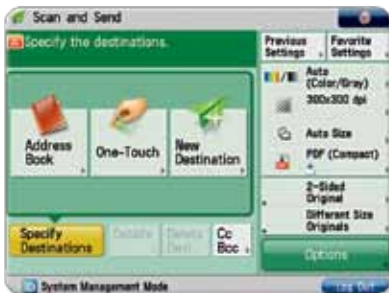 Scan and Send
Specify the destinations.
Previous
Settings
Favorite
Settings
Auto
(Color/Gray)
300x300 dpi
Auto Size
PDF (Compact)
2-Sided
Original
Different Size
Originals
Options
Address
Book
One-Touch
New
Destination
Specify
Destinations
Details
Delete
Dest.
Cc
Bcc
System Management Mode
Log Out